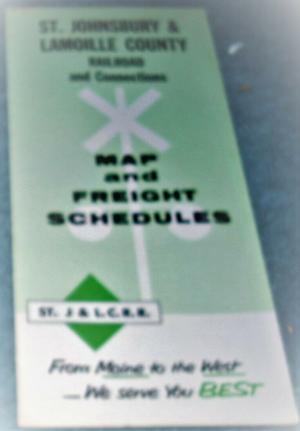 ST. JOHNSBURY &
LAMOILLE COUNTY
RAILROAD
and Connections
MAP
and
FREIGHT
SCHEDULES
ST. J & L.C.R.R.
From Maine to the West
— We serve You BEST